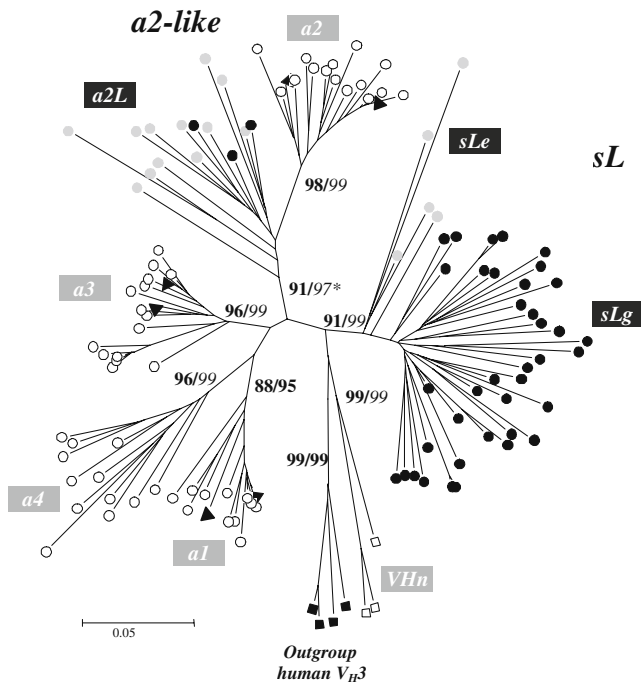 a2-like
a2
a2L
sLe
sL
98/99
a3
91/97*
96/99
91/99
sLg
96/99
88/95
99/99
99/99
a4
a1
VHn
0.05
Outgroup
human VH3